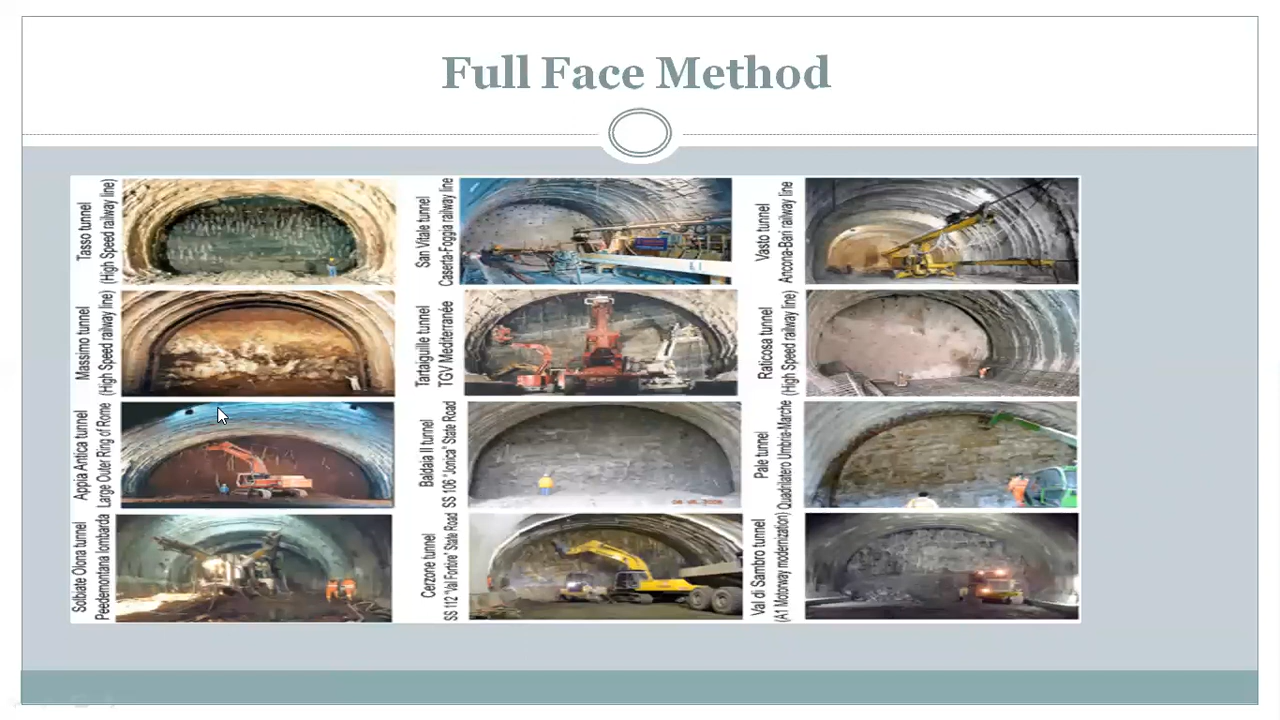 Full Face Method
Tasso tunnel
(High Speed railway line)
San Vitale tunnel
Caserta-Foggia railway line
Vasto tunnel
Ancona-Bari railway line
Massimo tunnel
(High Speed railway line)
Tartaiguille tunnel
TGV Mediterranée
Raticosa tunnel
(High Speed railway line)
Appia Antica tunnel
Large Outer Ring of Rome
Baldaia II tunnel
SS 106 "Jonica" State Road
Pale tunnel
Quadrilatero Umbria-Marche
Solbiate Olona tunnel
Peedemontana lombarda
Cerzone tunnel
SS 112 "Val Fortore" State Road
Val di Sambro tunnel
(A1 Motorway modernization)